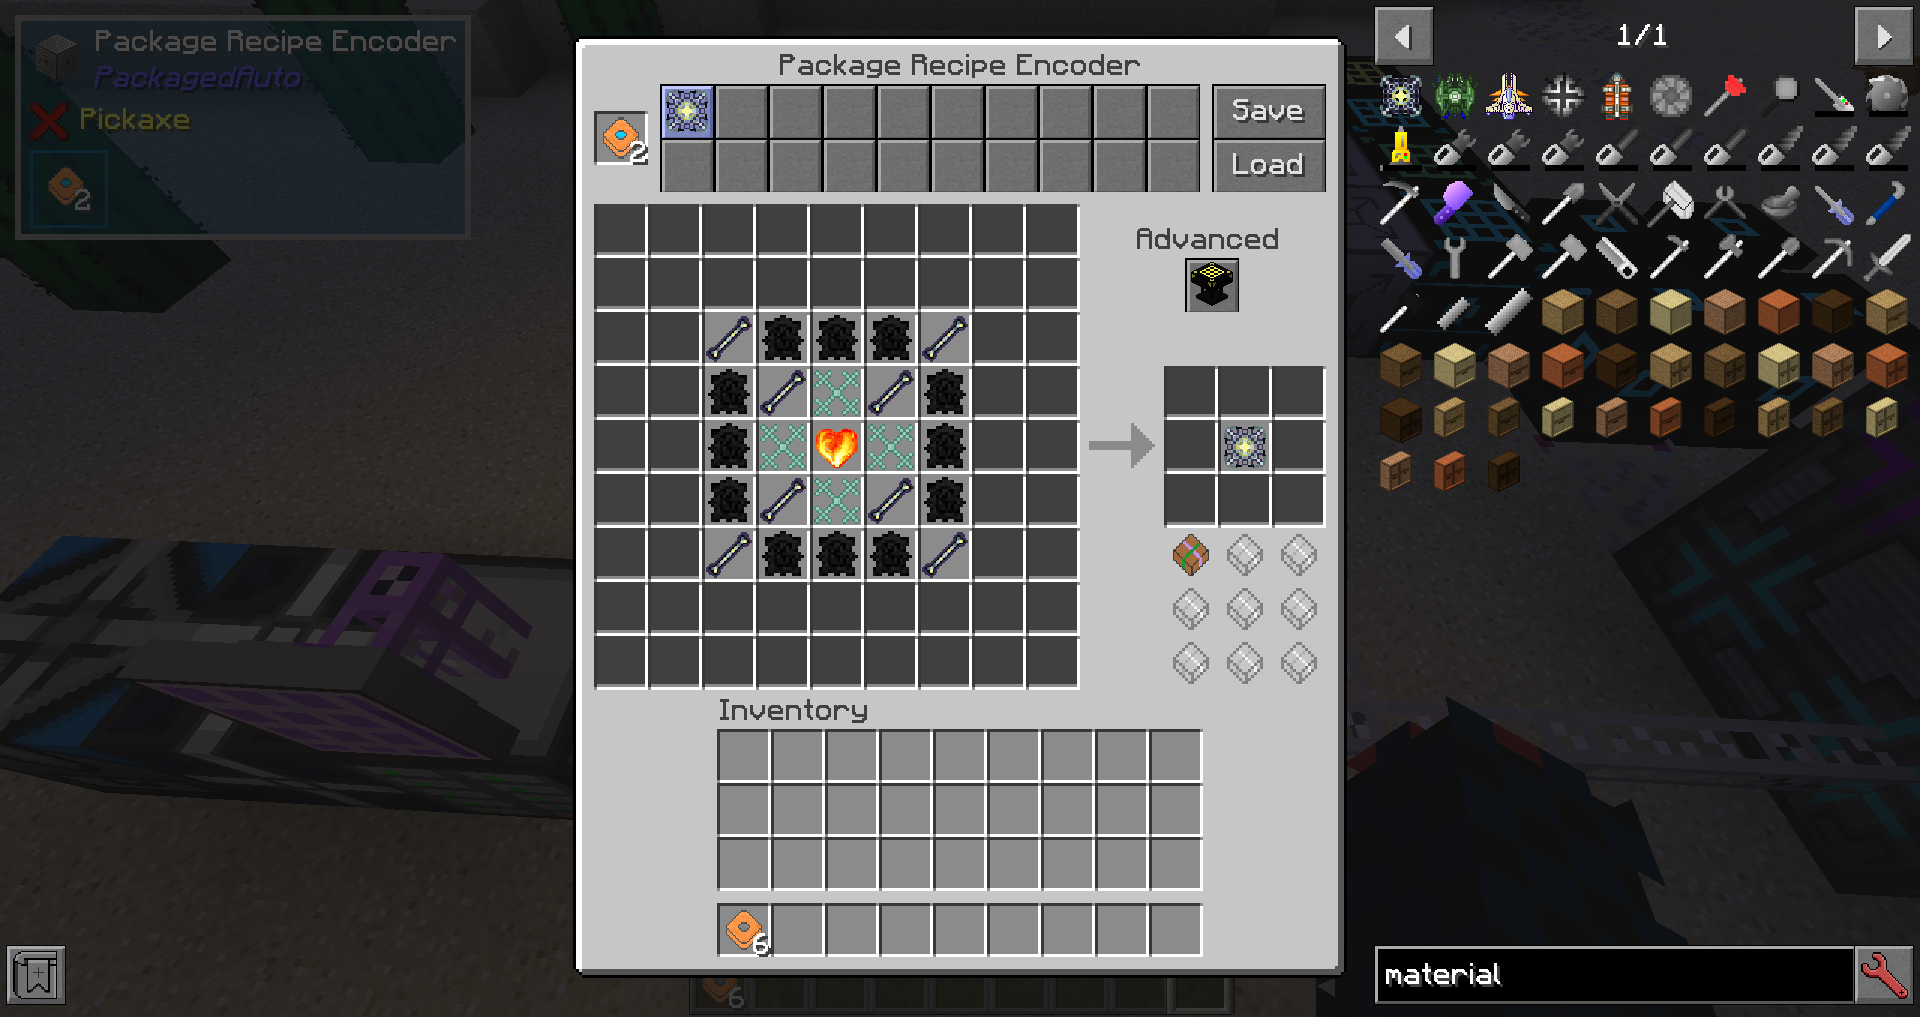 Package Recipe Encoder
PackagedAuto
Pickaxe
2
Package Recipe Encoder
2
Save
Load
Advanced
Inventory
6
6
1/1
material